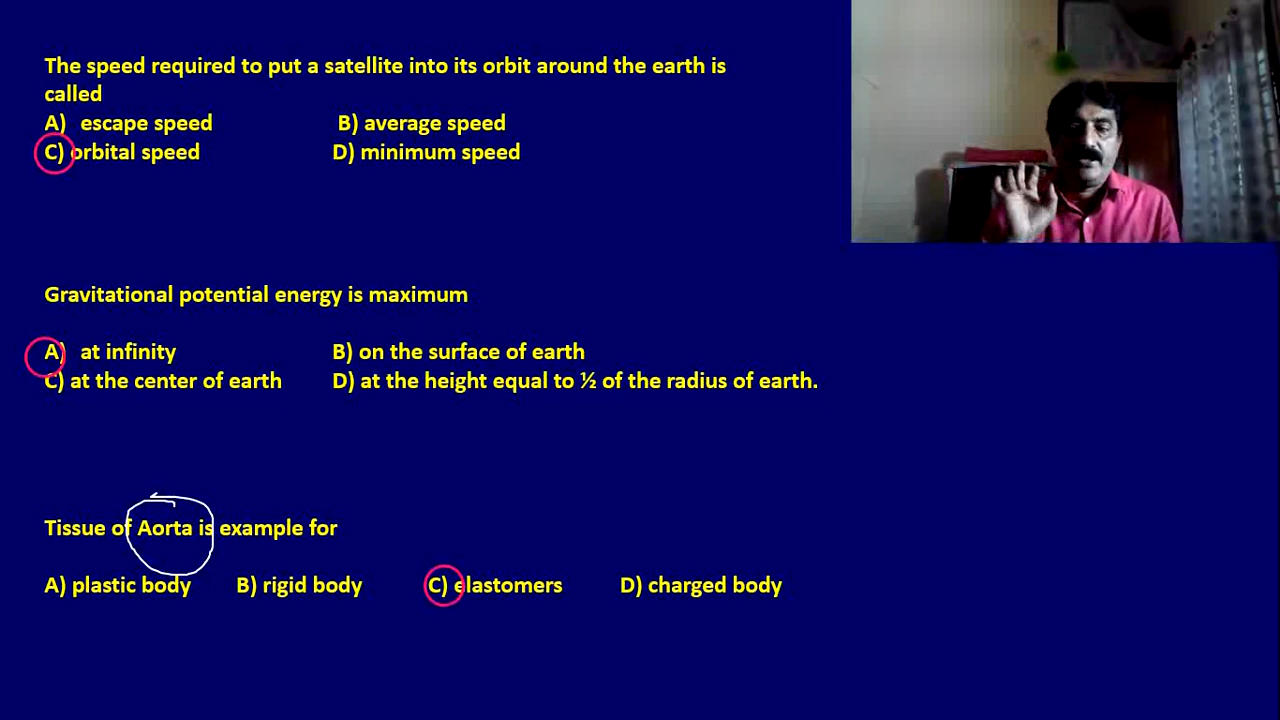 The speed required to put a satellite into its orbit around the earth is
called
A) escape speed B) average speed
C) orbital speed D) minimum speed
Gravitational potential energy is maximum
A) at infinity B) on the surface of earth
C) at the center of earth D) at the height equal to ½ of the radius of earth.
Tissue of Aorta is example for
A) plastic body B) rigid body C) elastomers D) charged body